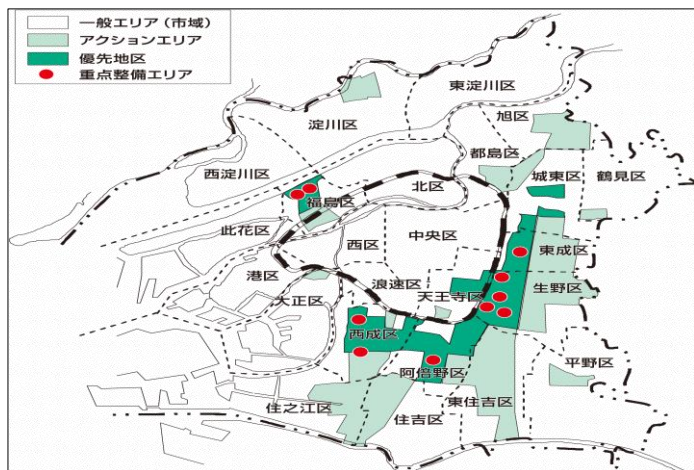 一般エリア（市域）
アクションエリア
優先地区
重点整備エリア
東淀川区
淀川区
旭区
都島区
西淀川区
城東区
鶴見区
北区
福島区
此花区
西区
中央区
東成区
港区
浪速区
天王寺区
生野区
大正区
西成区
阿倍野区
平野区
住之江区
住吉区
東住吉区